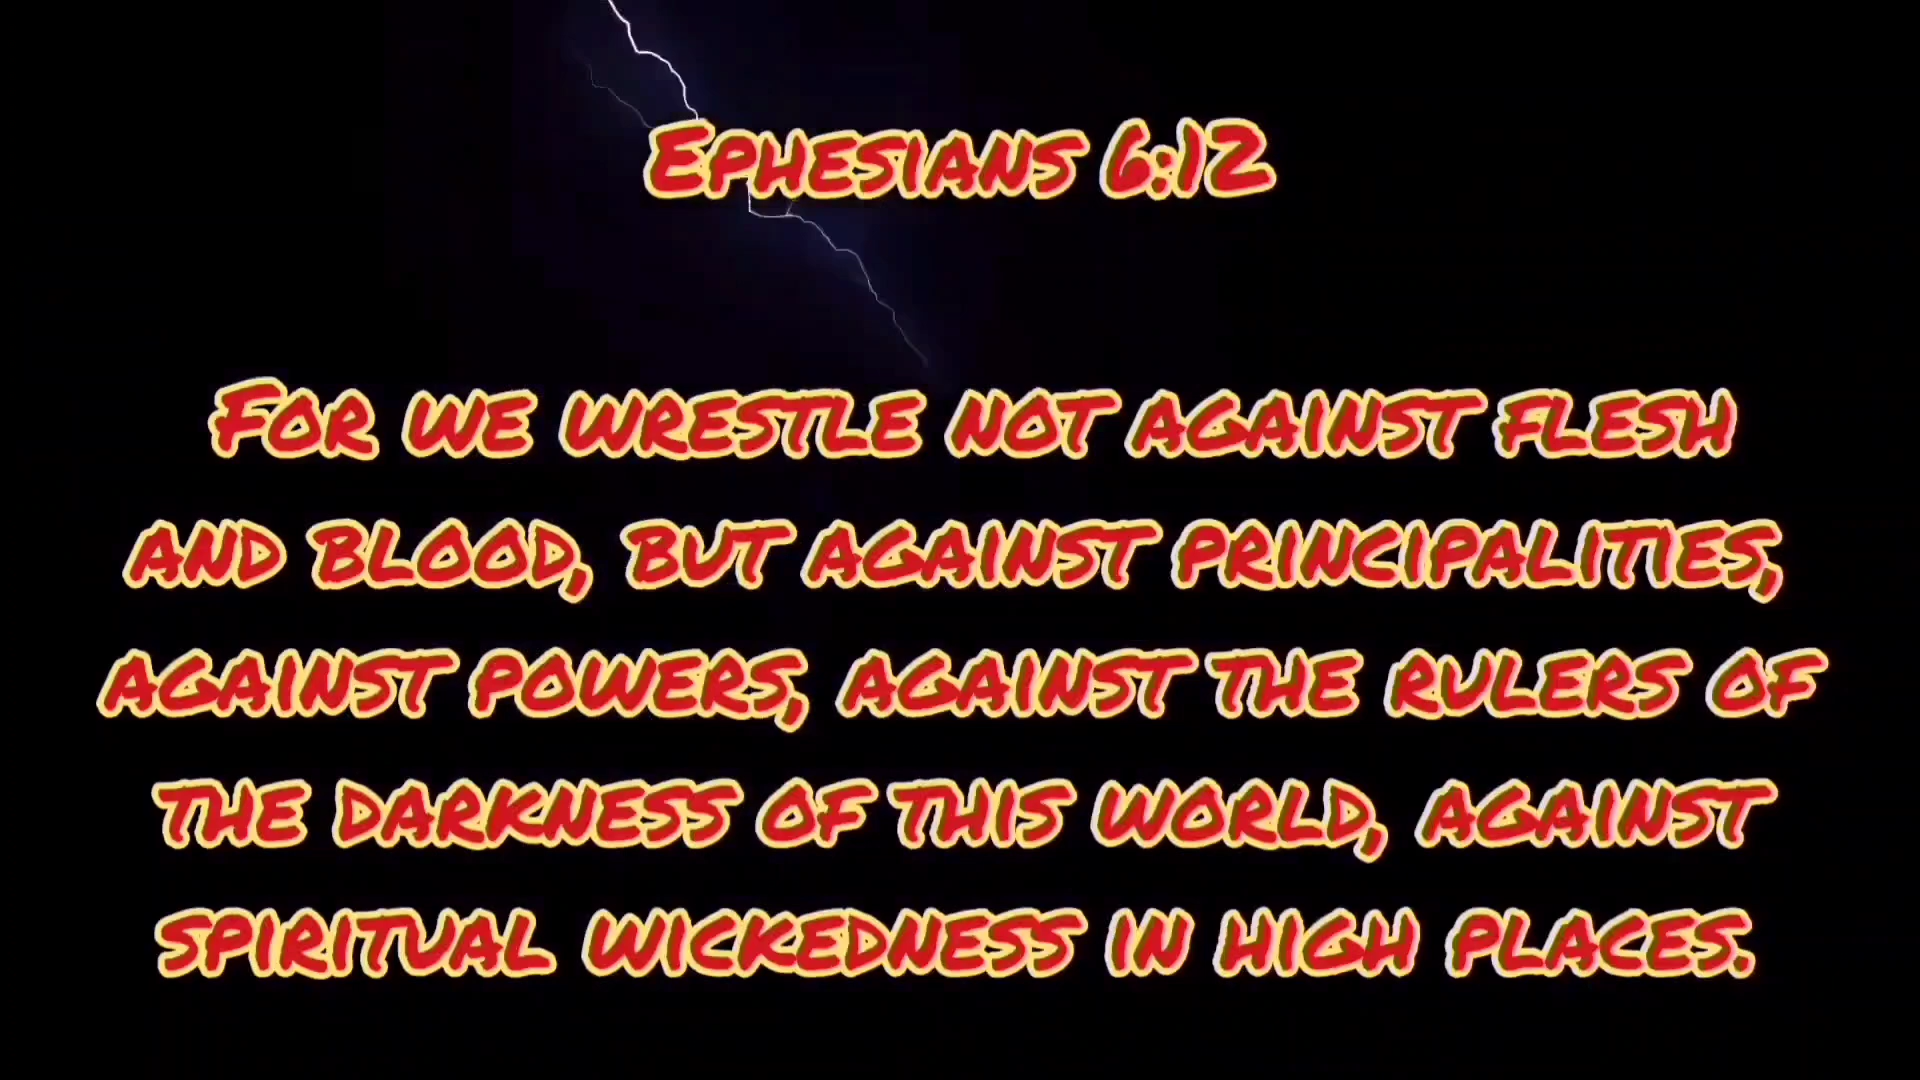 Ephesians 6:12
For we wrestle not against flesh
and blood, but against principalities,
against powers, against the rulers of
the darkness of this world, against
spiritual wickedness in high places.